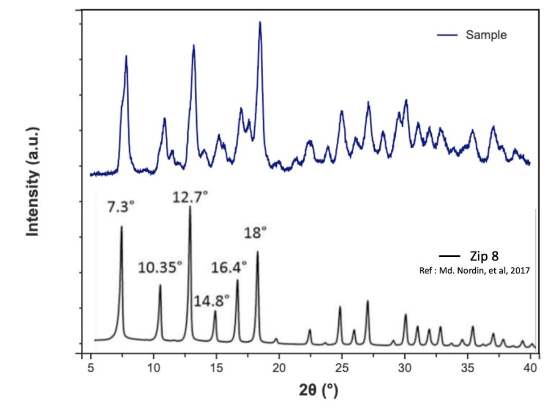 Sample
Intensity (a.u.)
7.3°
12.7°
10.35°
14.8°
16.4°
18°
Zip 8
Ref : Md. Nordin, et al, 2017
5 10 15 20 25 30 35 40
2θ (°)